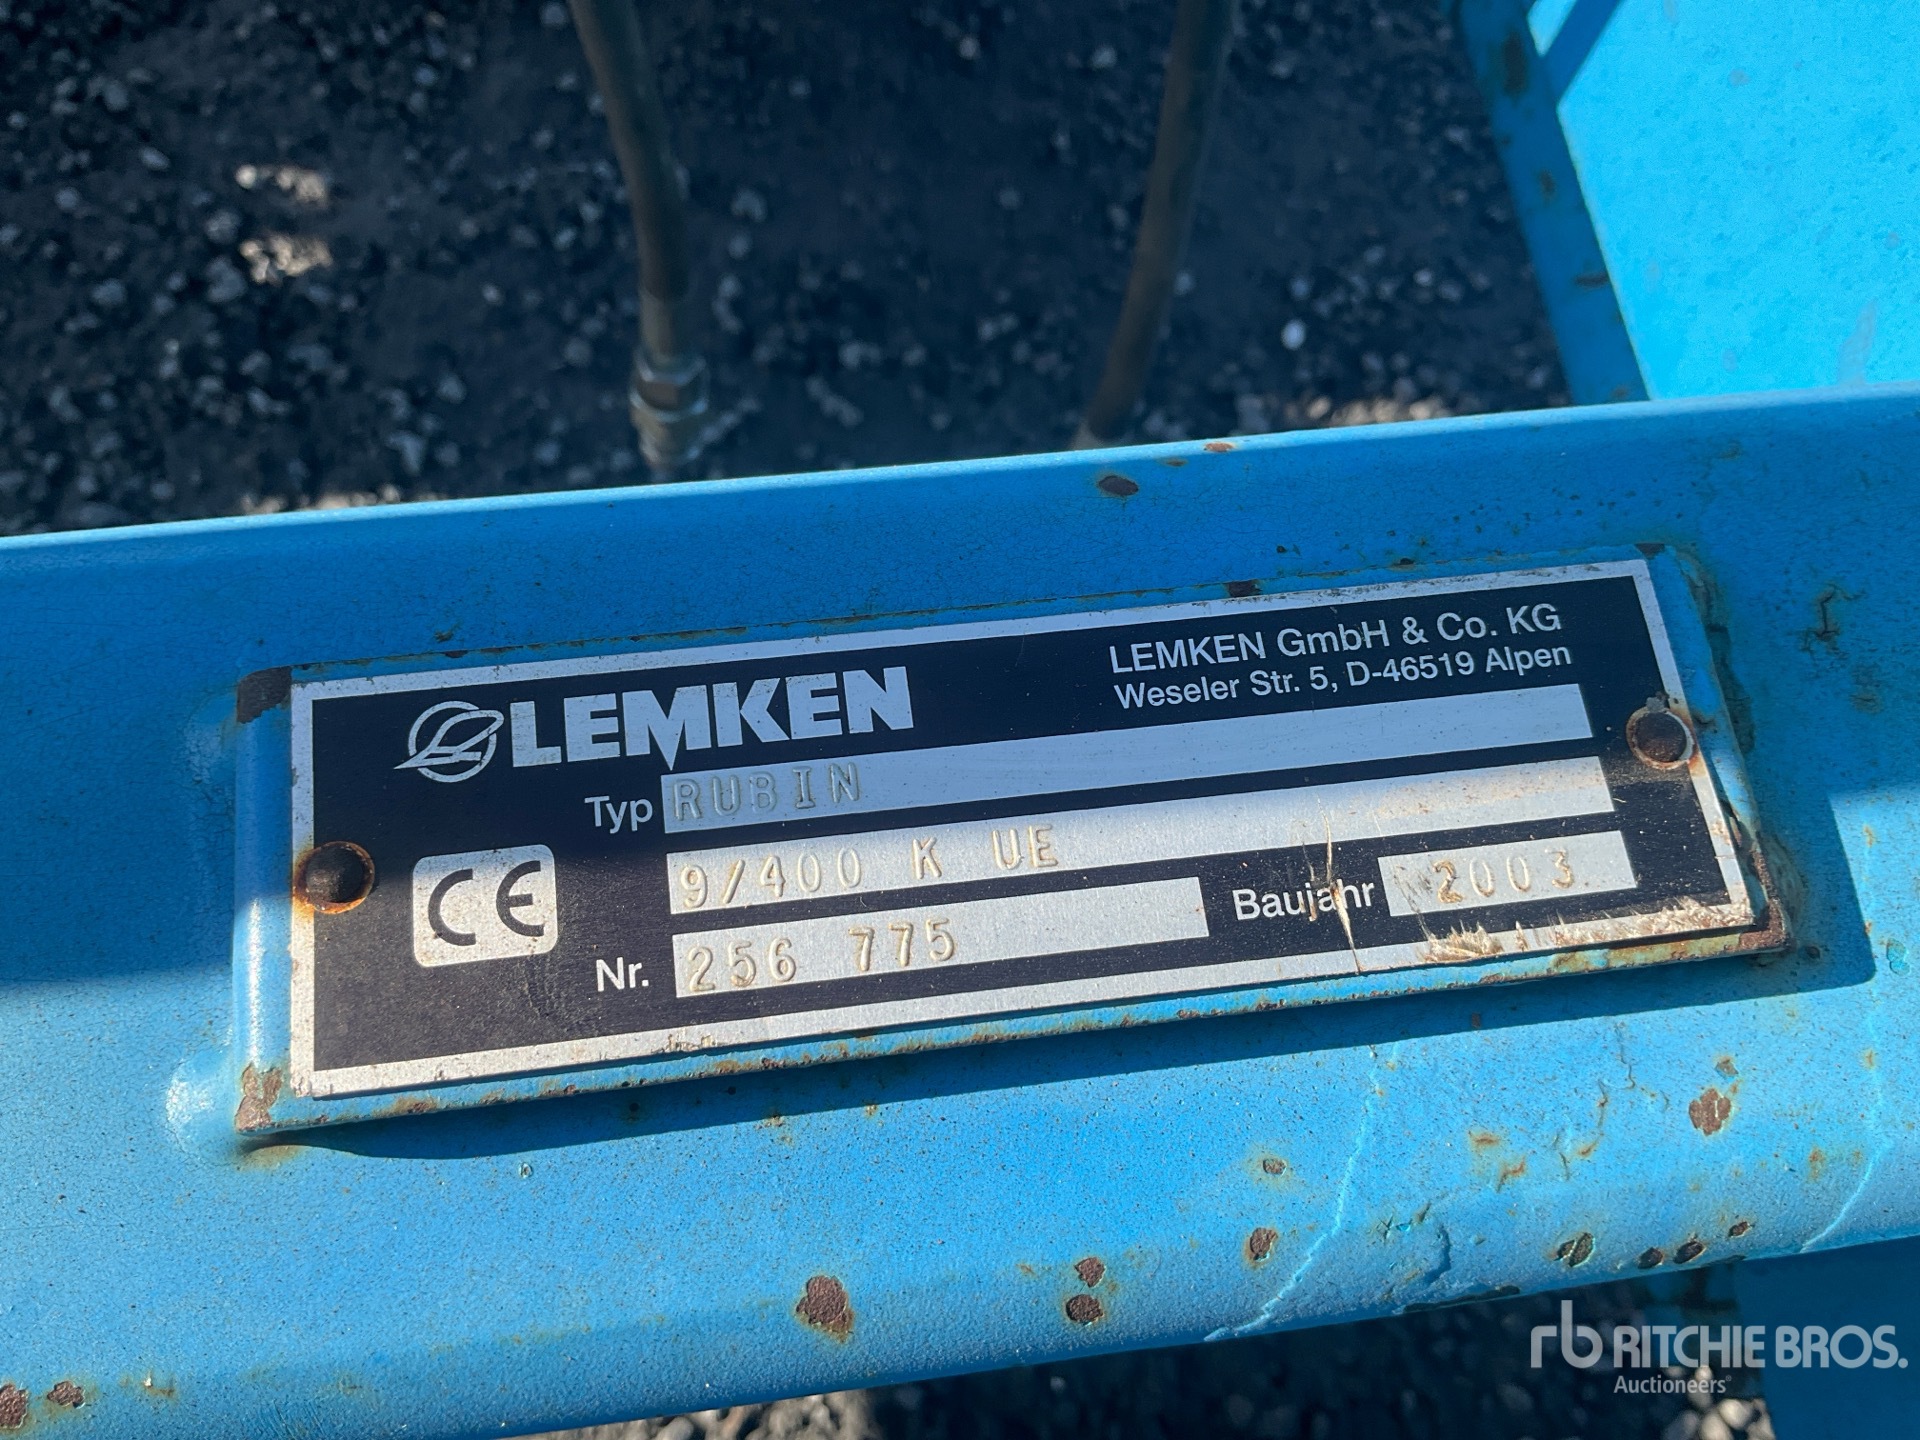 LEMKEN
LEMKEN GmbH & Co. KG
Weseler Str. 5, D-46519 Alpen
Typ RUBIN
9/400 K UE
CE
Nr. 256 775
Baujahr 2003
rb RITCHIE BROS.
Auctioneers